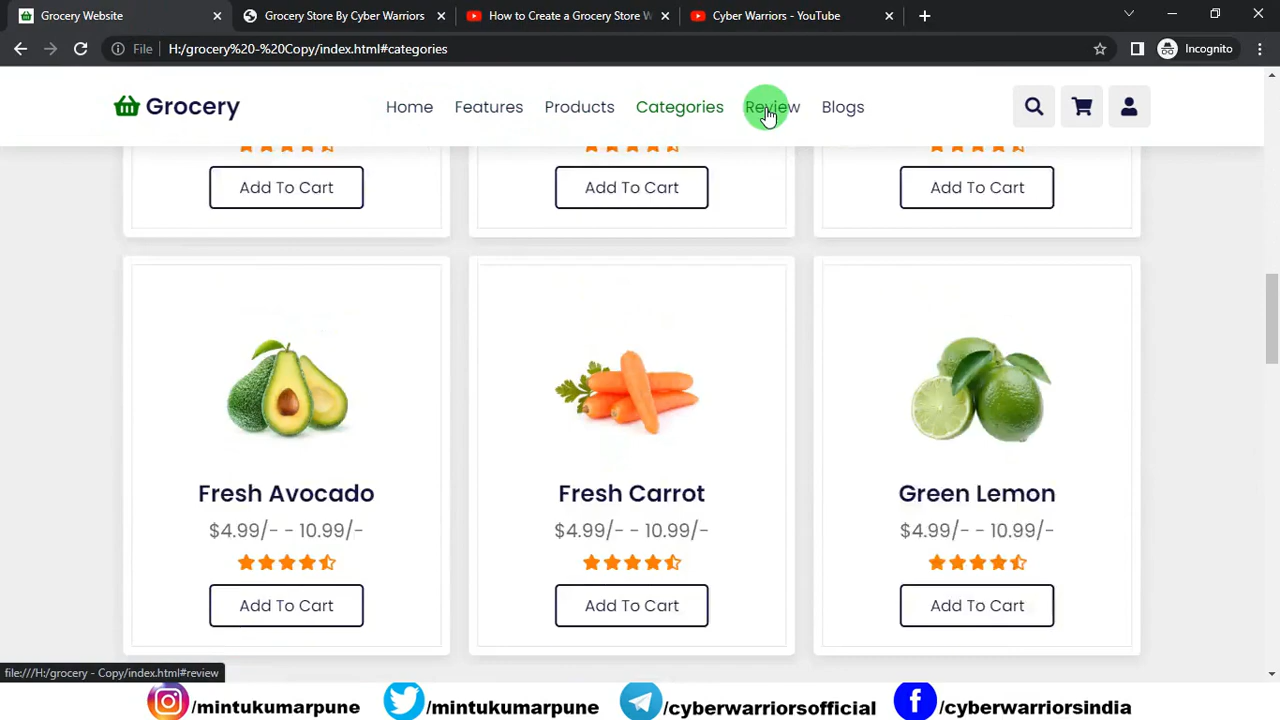 Grocery Website
Grocery Store By Cyber Warriors
How to Create a Grocery Store W
Cyber Warriors - YouTube
File
H:/grocery%20-%20Copy/index.html#categories
Incognito
Grocery
Home
Features
Products
Categories
Review
Blogs
Add To Cart
Add To Cart
Add To Cart
Fresh Avocado
Fresh Carrot
Green Lemon
$4.99/- - 10.99/-
$4.99/- - 10.99/-
$4.99/- - 10.99/-
Add To Cart
Add To Cart
Add To Cart
file:///H:/grocery - Copy/index.html#review
/mintukumarpune
/mintukumarpune
/cyberwarriorsofficial
/cyberwarriorsindia